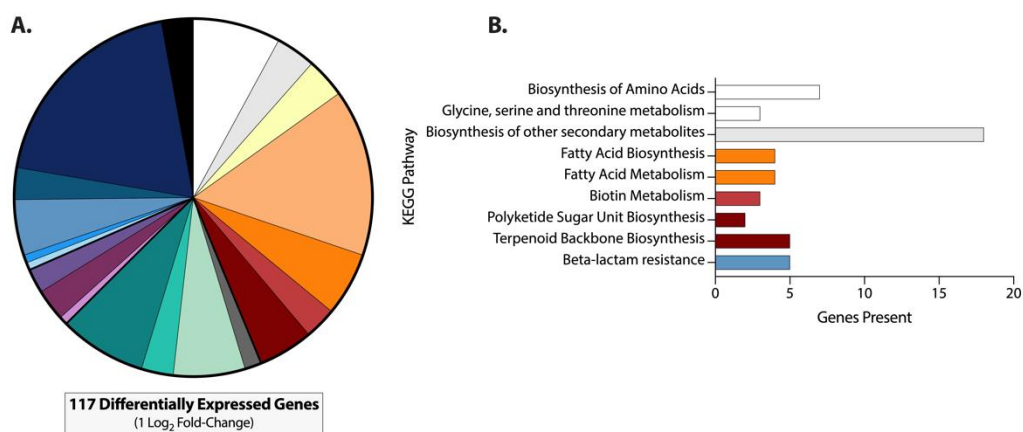 A.
117 Differentially Expressed Genes
(1 Log2 Fold-Change)
B.
KEGG Pathway
Biosynthesis of Amino Acids
Glycine, serine and threonine metabolism
Biosynthesis of other secondary metabolites
Fatty Acid Biosynthesis
Fatty Acid Metabolism
Biotin Metabolism
Polyketide Sugar Unit Biosynthesis
Terpenoid Backbone Biosynthesis
Beta-lactam resistance
0 5 10 15 20
Genes Present